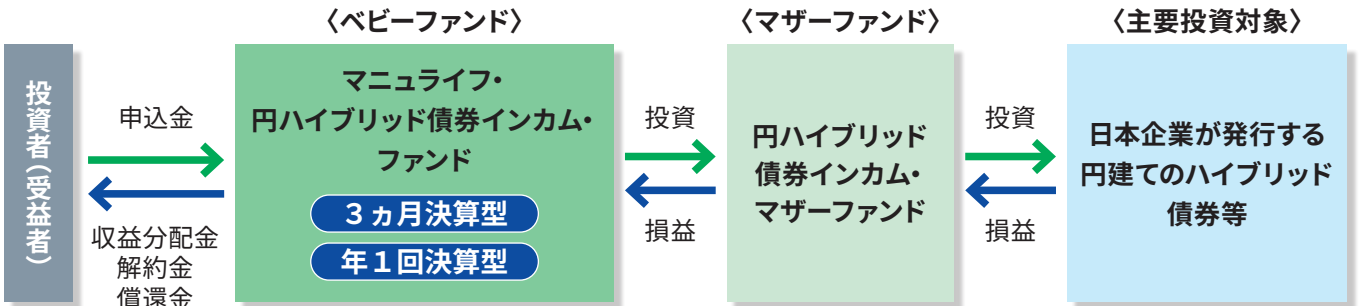 〈ベビーファンド〉
〈マザーファンド〉
〈主要投資対象〉
投資者（受益者）
申込金
収益分配金
解約金
償還金
マニュライフ・
円ハイブリッド債券インカム・
ファンド
３ヵ月決算型
年１回決算型
投資
損益
円ハイブリッド
債券インカム・
マザーファンド
投資
損益
日本企業が発行する
円建てのハイブリッド
債券等